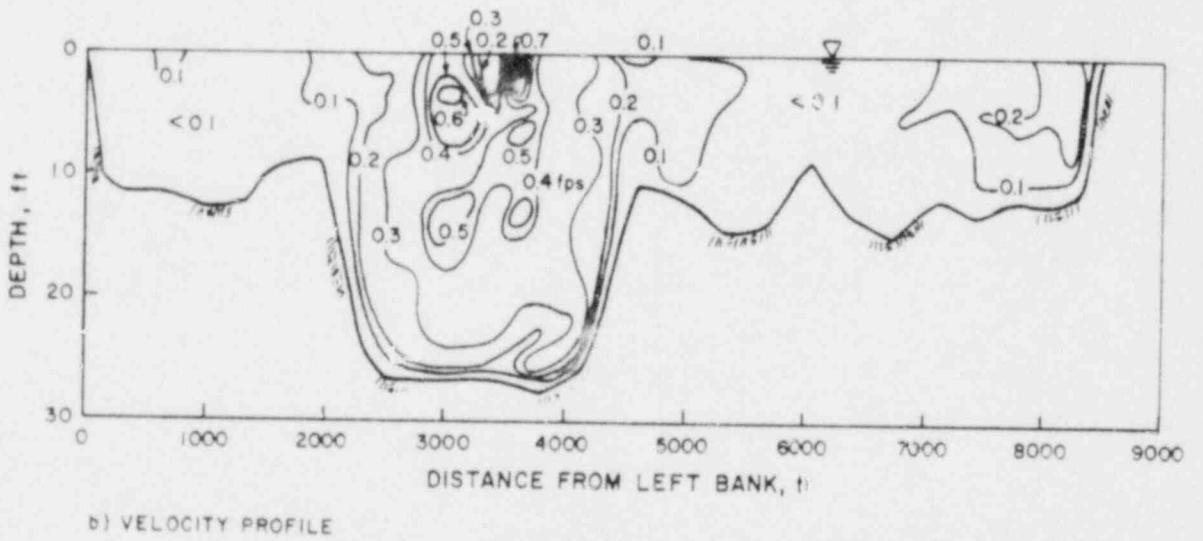 0.3
0.5 0.2 0.7 0.1
0
0.1 0.1 0.2 <0.1
<0.1 0.6 0.3 <0.2
0.2 0.4 0.5 0.1
10
0.4 fps 0.1
0.3 0.5
20
30
0 1000 2000 3000 4000 5000 6000 7000 8000 9000
DEPTH, ft
DISTANCE FROM LEFT BANK, ft
b) VELOCITY PROFILE